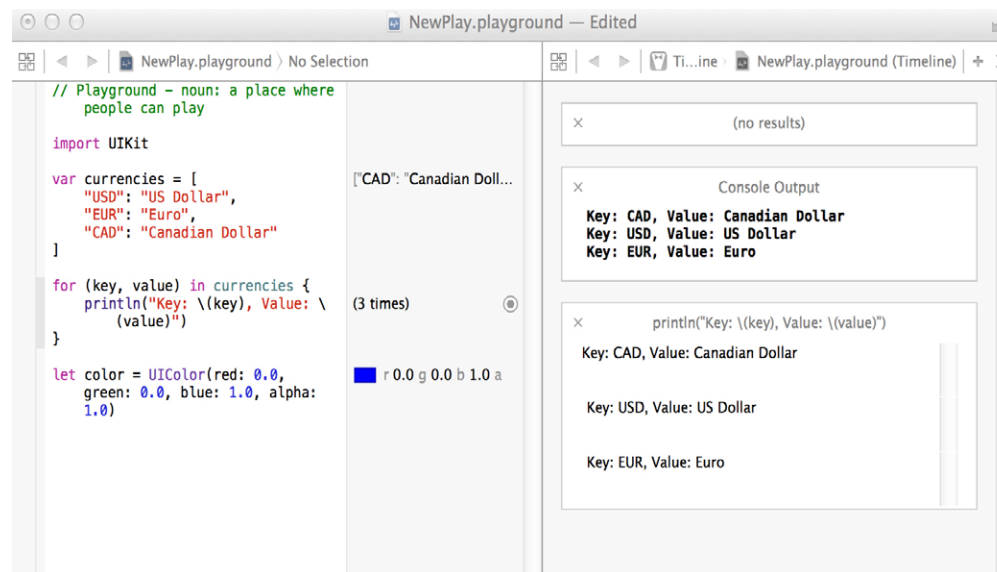 NewPlay.playground — Edited
NewPlay.playground 〉 No Selection
Ti...ine 〉 NewPlay.playground (Timeline) +
// Playground – noun: a place where
people can play
import UIKit
var currencies = [
"USD": "US Dollar",
"EUR": "Euro",
"CAD": "Canadian Dollar"
]
for (key, value) in currencies {
println("Key: \(key), Value: \
(value)")
}
let color = UIColor(red: 0.0,
green: 0.0, blue: 1.0, alpha:
1.0)
["CAD": "Canadian Doll...
(3 times)
r 0.0 g 0.0 b 1.0 a
(no results)
Console Output
Key: CAD, Value: Canadian Dollar
Key: USD, Value: US Dollar
Key: EUR, Value: Euro
println("Key: \(key), Value: \(value)")
Key: CAD, Value: Canadian Dollar
Key: USD, Value: US Dollar
Key: EUR, Value: Euro